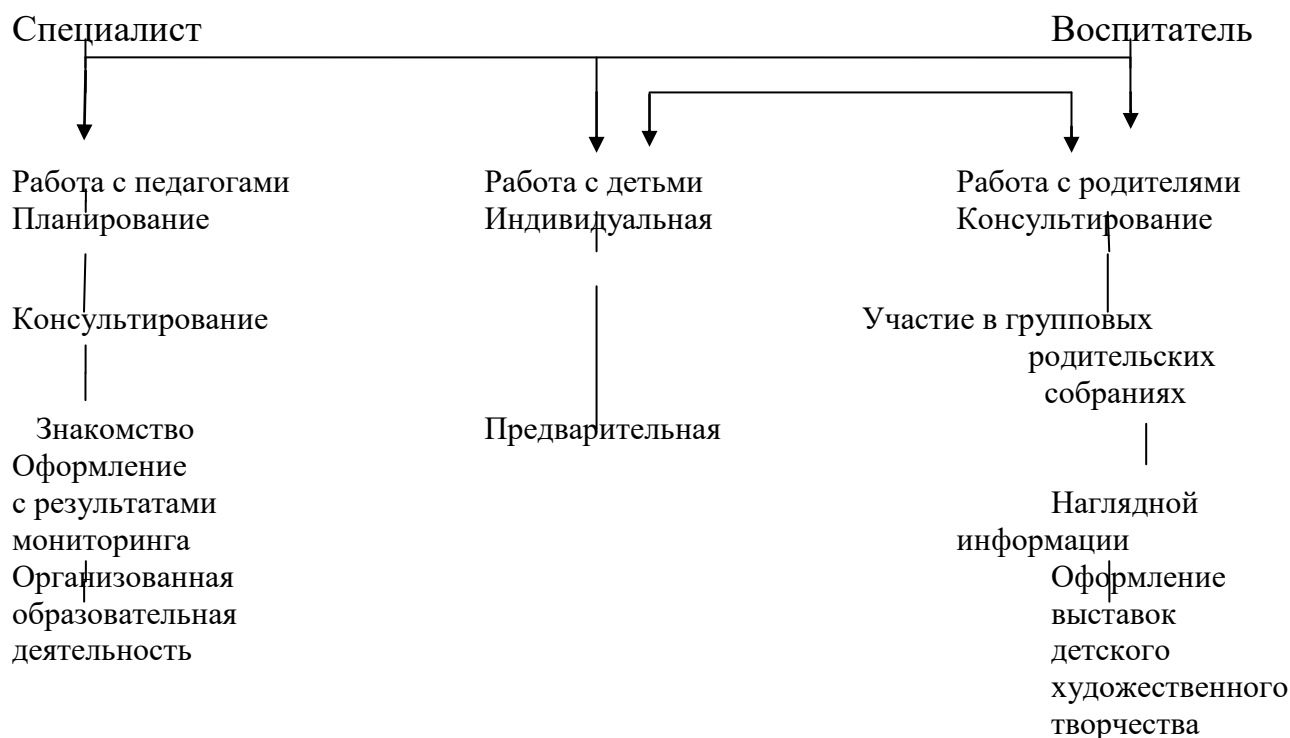 Специалист Воспитатель
Работа с педагогами Работа с детьми Работа с родителями
Планирование Индивидуальная Консультирование
Консультирование Участие в групповых
родительских
собраниях
Знакомство Предварительная
Оформление
с результатами Наглядной
мониторинга информации
Организованная Оформление
образовательная выставок
деятельность детского
художественного
творчества